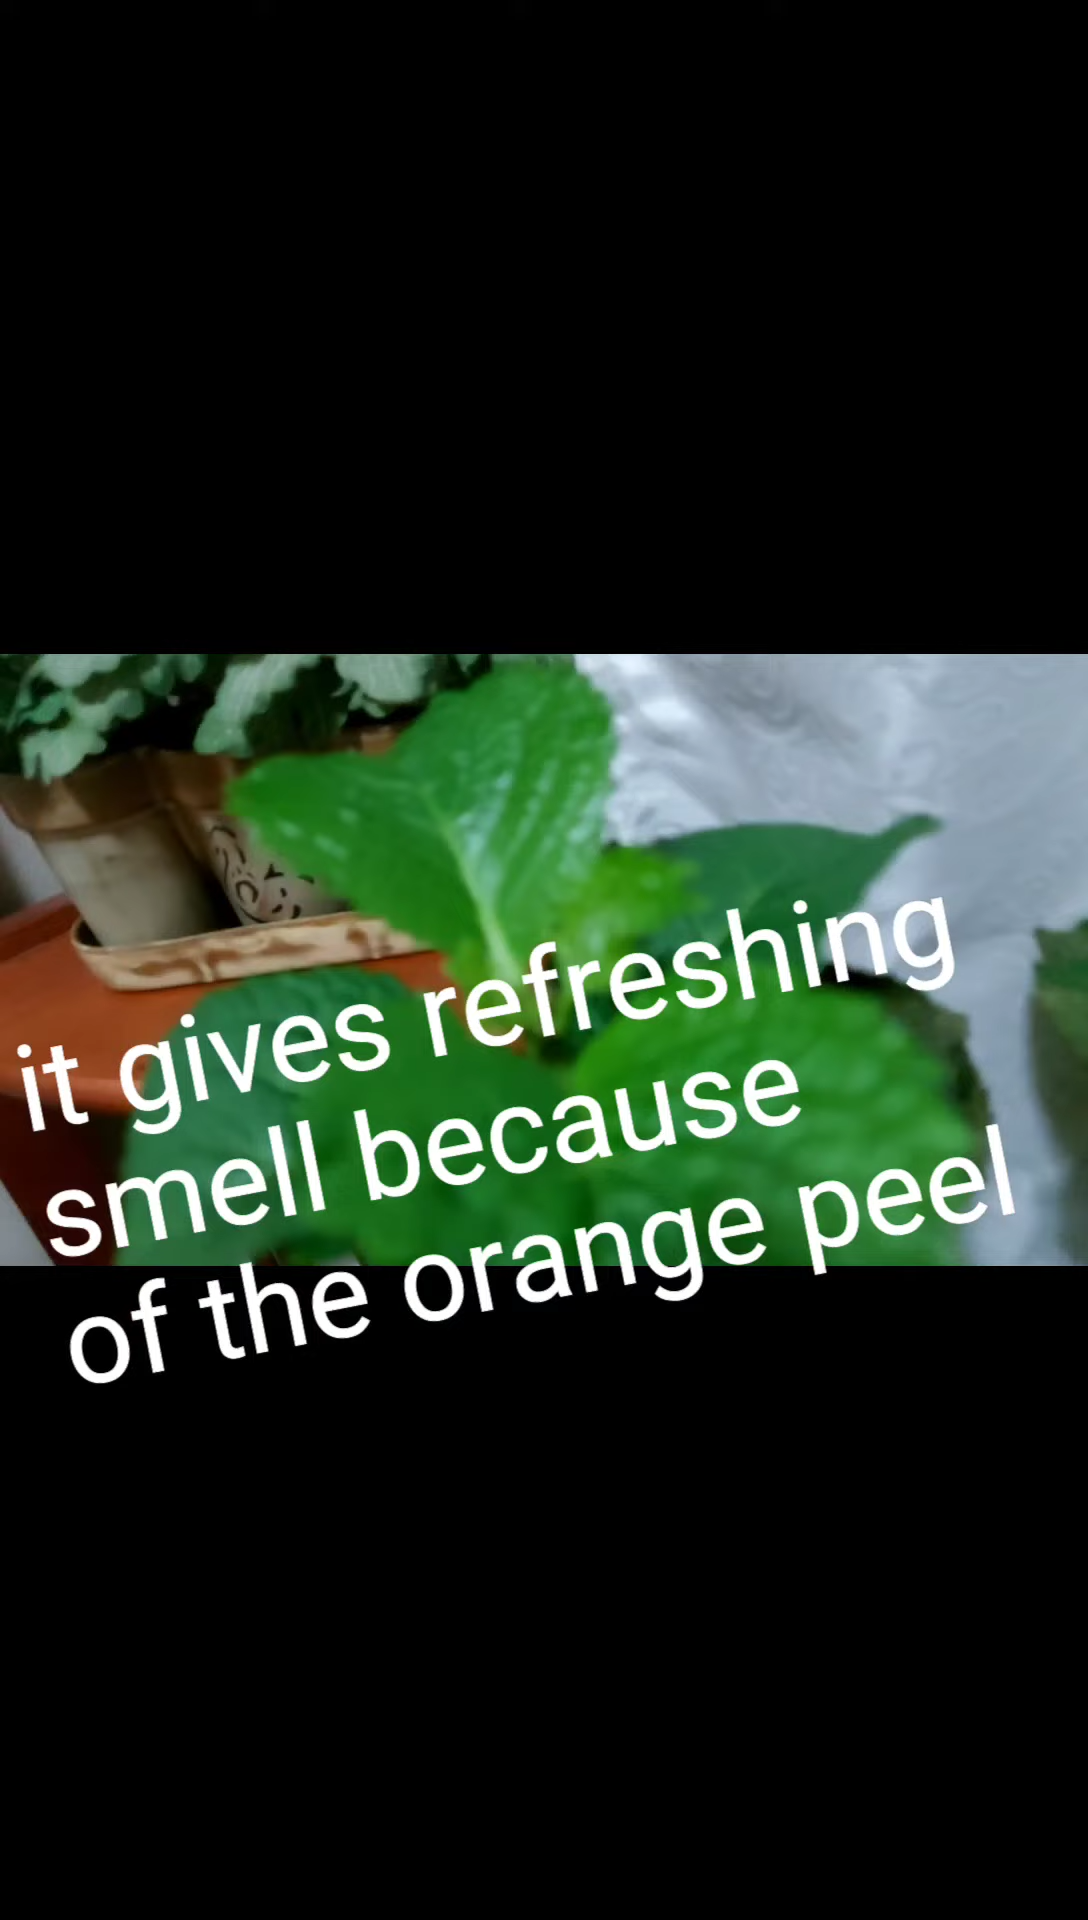 it gives refreshing
smell because
of the orange peel